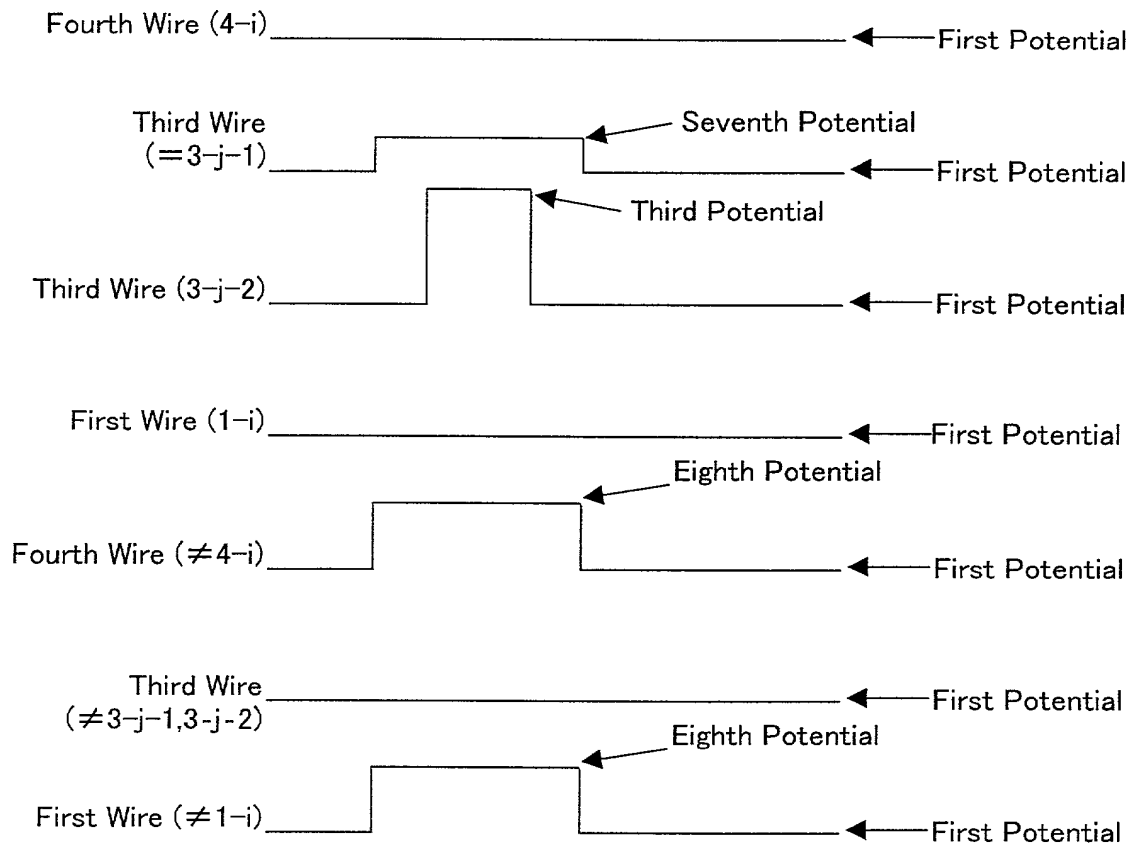 Fourth Wire (4-i)
First Potential
Third Wire
(=3-j-1)
Seventh Potential
First Potential
Third Potential
Third Wire (3-j-2)
First Potential
First Wire (1-i)
First Potential
Eighth Potential
Fourth Wire (≠4-i)
First Potential
Third Wire
(≠3-j-1,3-j-2)
First Potential
Eighth Potential
First Wire (≠1-i)
First Potential